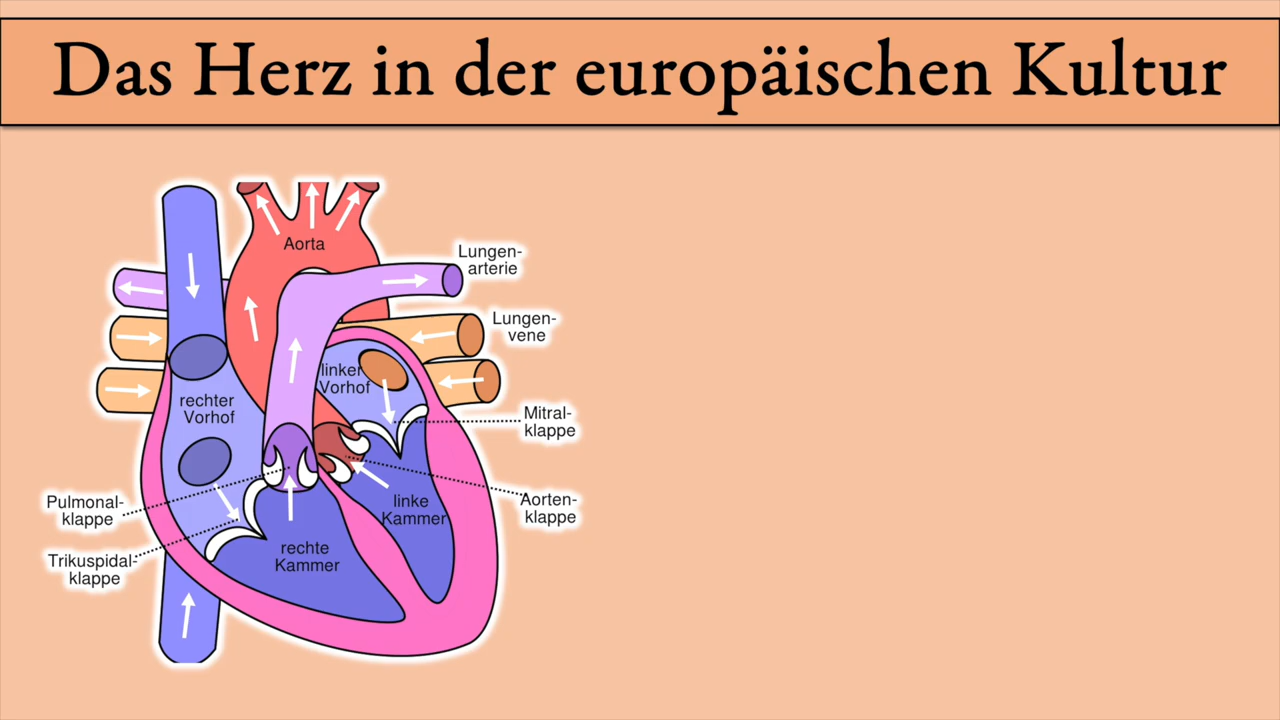 Das Herz in der europäischen Kultur
Aorta
Lungen-
arterie
Lungen-
vene
linker
Vorhof
rechter
Vorhof
Mitral-
klappe
Pulmonal-
klappe
linke
Kammer
Aorten-
klappe
Trikuspidal-
klappe
rechte
Kammer